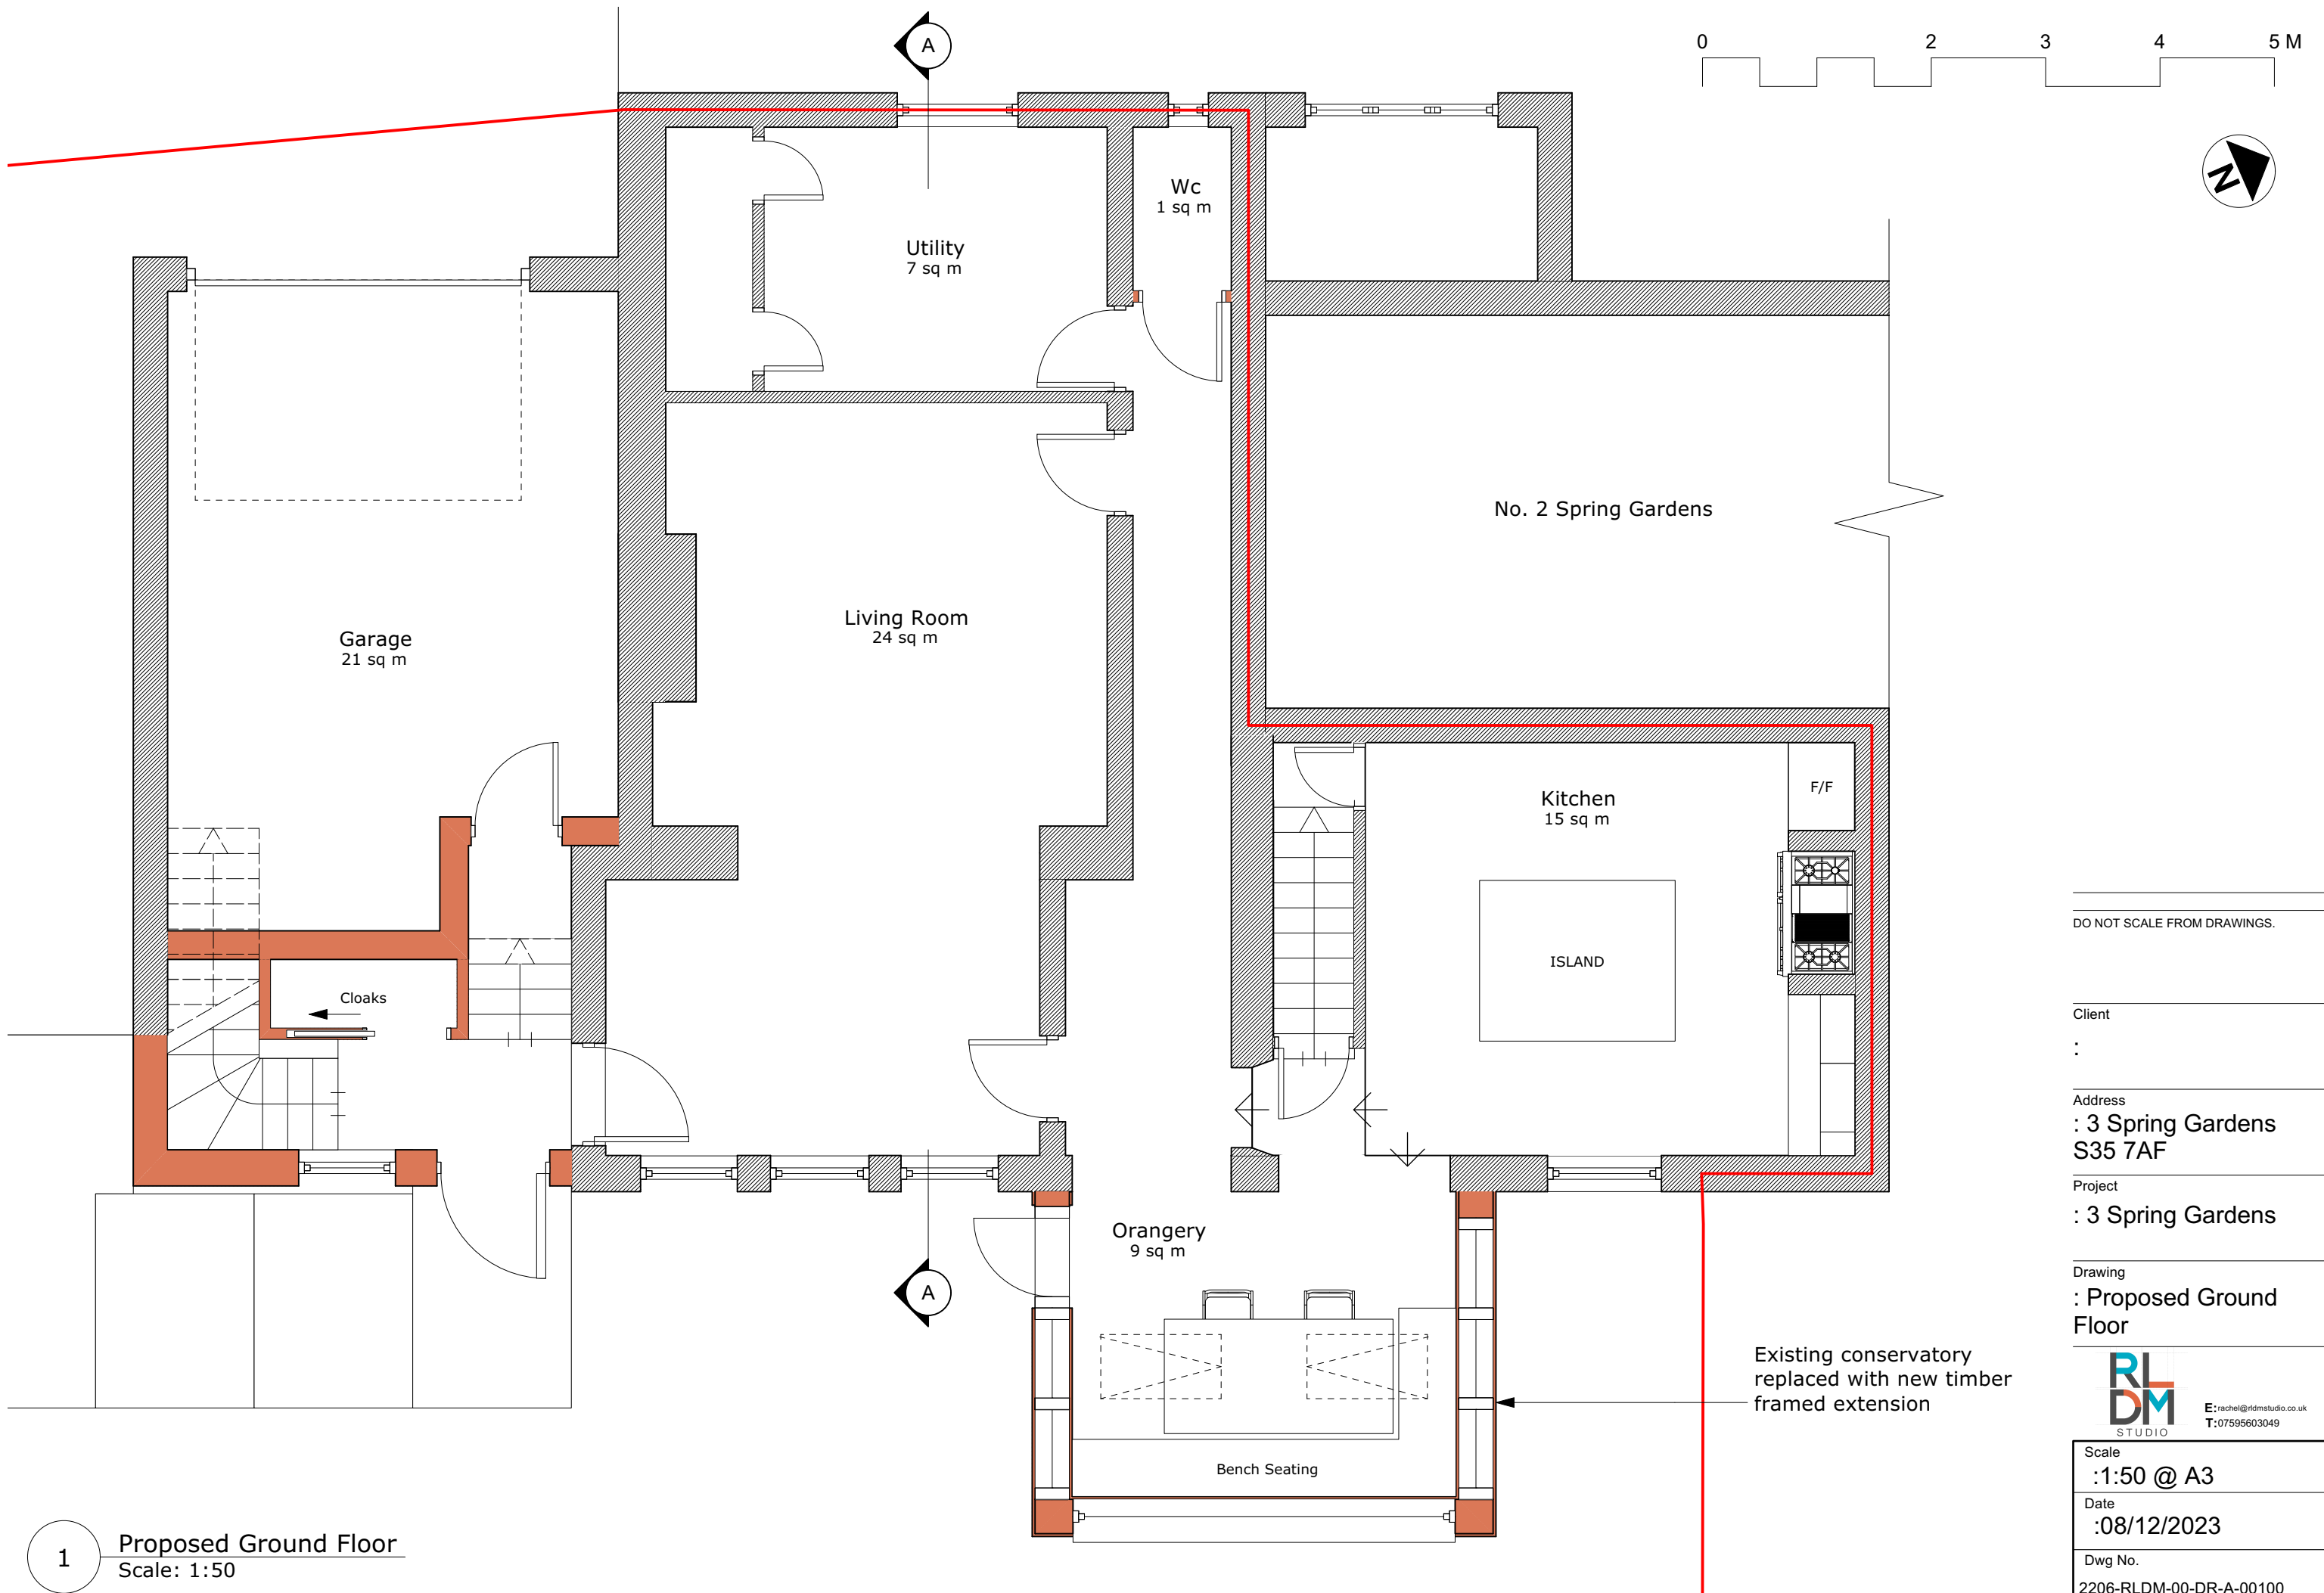 A
0 2 3 4 5 M
N
Wc
1 sq m
Utility
7 sq m
No. 2 Spring Gardens
Living Room
24 sq m
Garage
21 sq m
Kitchen
15 sq m
F/F
ISLAND
Cloaks
Orangery
9 sq m
A
Bench Seating
Existing conservatory
replaced with new timber
framed extension
1
Proposed Ground Floor
Scale: 1:50
DO NOT SCALE FROM DRAWINGS.
Client
:
Address
: 3 Spring Gardens
S35 7AF
Project
: 3 Spring Gardens
Drawing
: Proposed Ground
Floor
RL
DM
STUDIO
E:rachel@rldmstudio.co.uk
T:07595603049
Scale
:1:50 @ A3
Date
:08/12/2023
Dwg No.
2206-RLDM-00-DR-A-00100